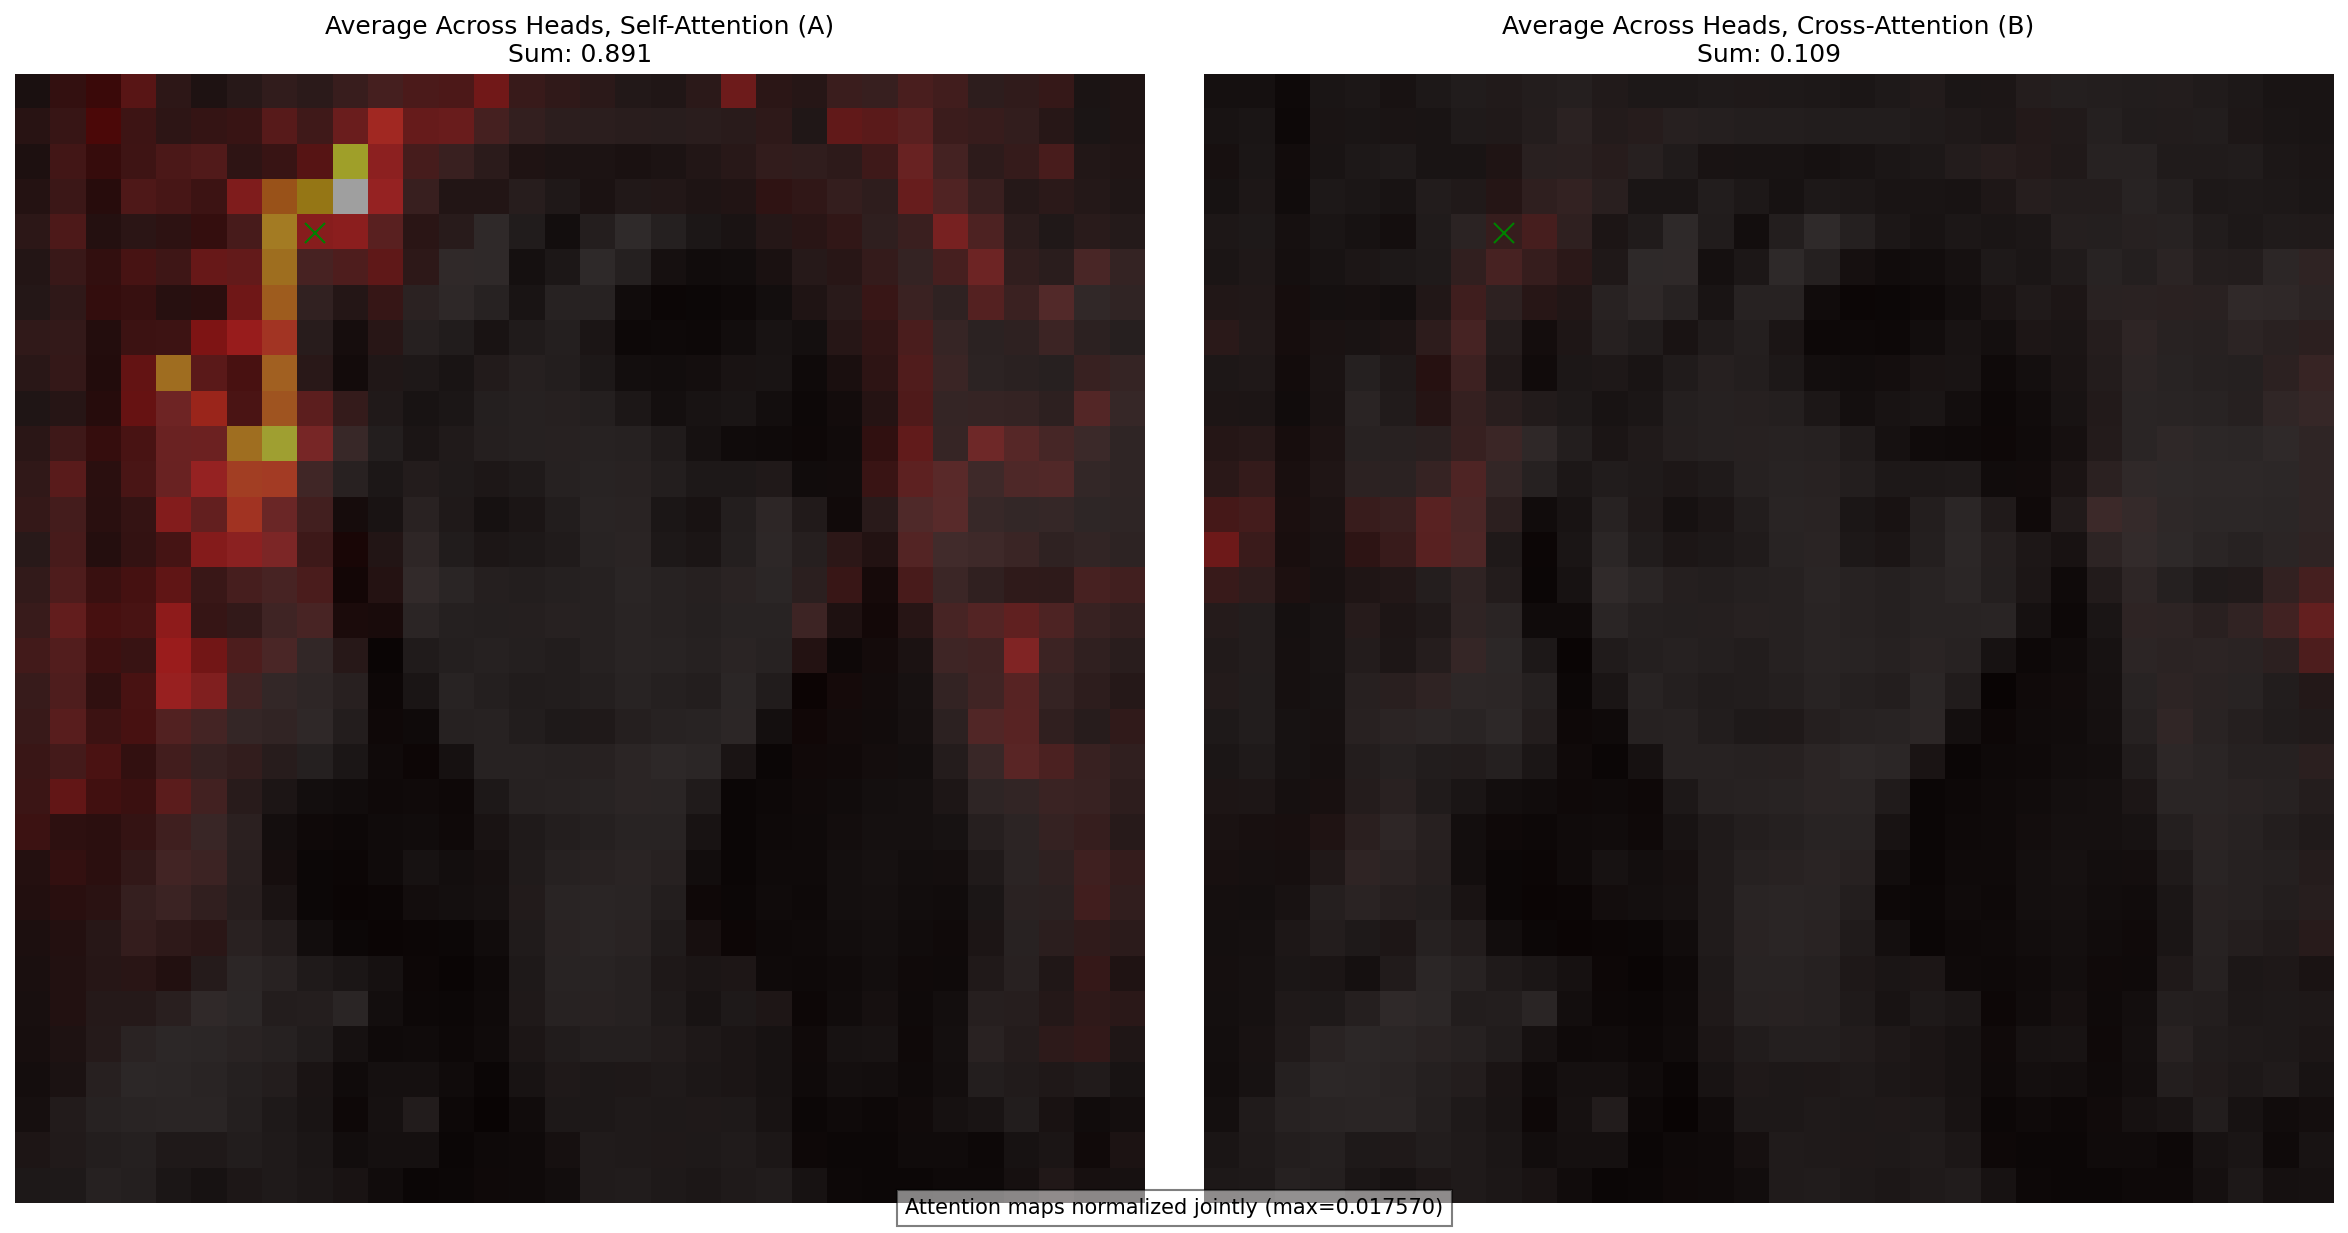 Average Across Heads, Self-Attention (A)
Sum: 0.891
Average Across Heads, Cross-Attention (B)
Sum: 0.109
Attention maps normalized jointly (max=0.017570)